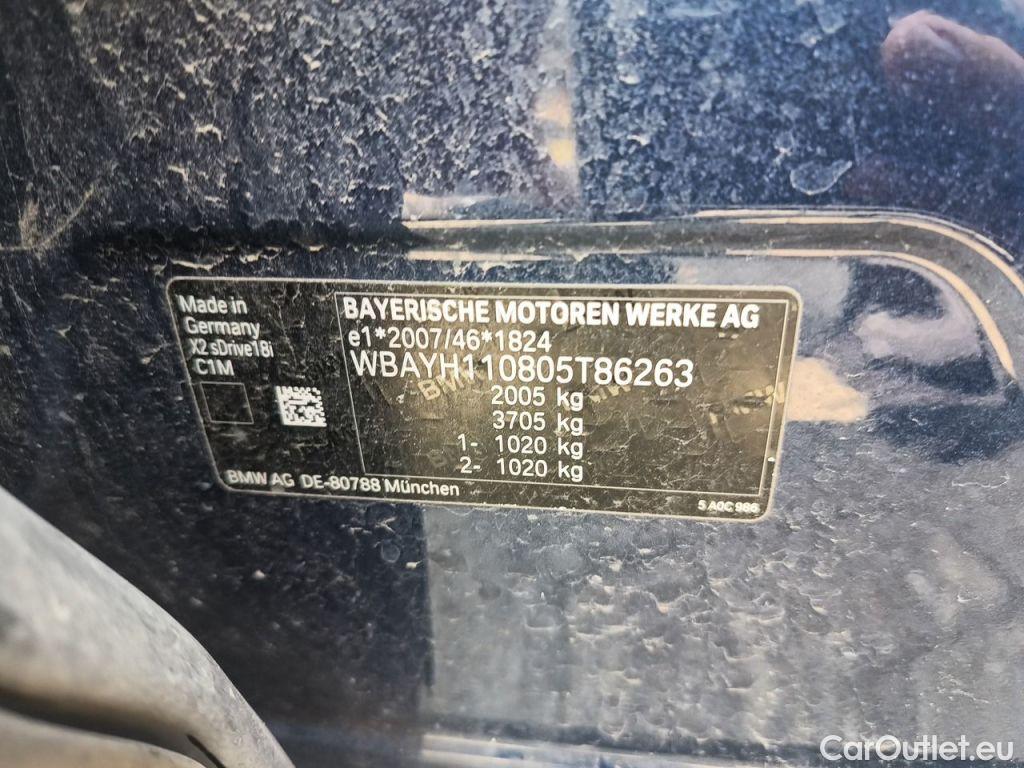 Made in
Germany
X2 sDrive18i
C1M
BAYERISCHE MOTOREN WERKE AG
e1*2007/46*1824
WBAYH110805T86263
2005 kg
3705 kg
1- 1020 kg
2- 1020 kg
BMW AG DE-80788 München
5 A0C 986
CarOutlet.eu